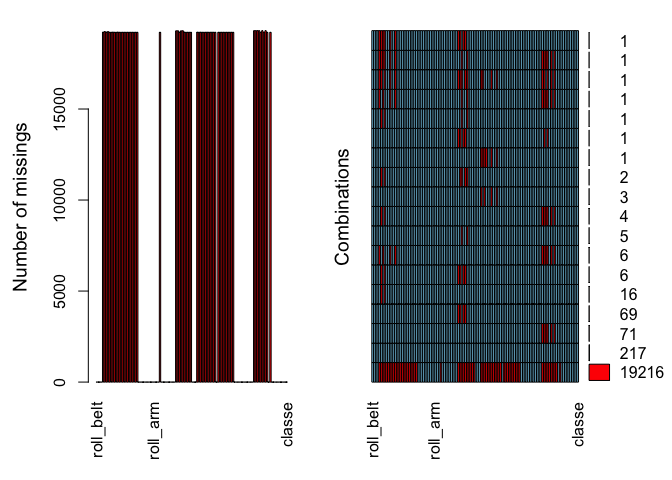 Number of missings
0
5000
10000
15000
roll_belt
roll_arm
classe
Combinations
roll_belt
roll_arm
classe
1
1
1
1
1
1
1
2
3
4
5
6
6
16
69
71
217
19216